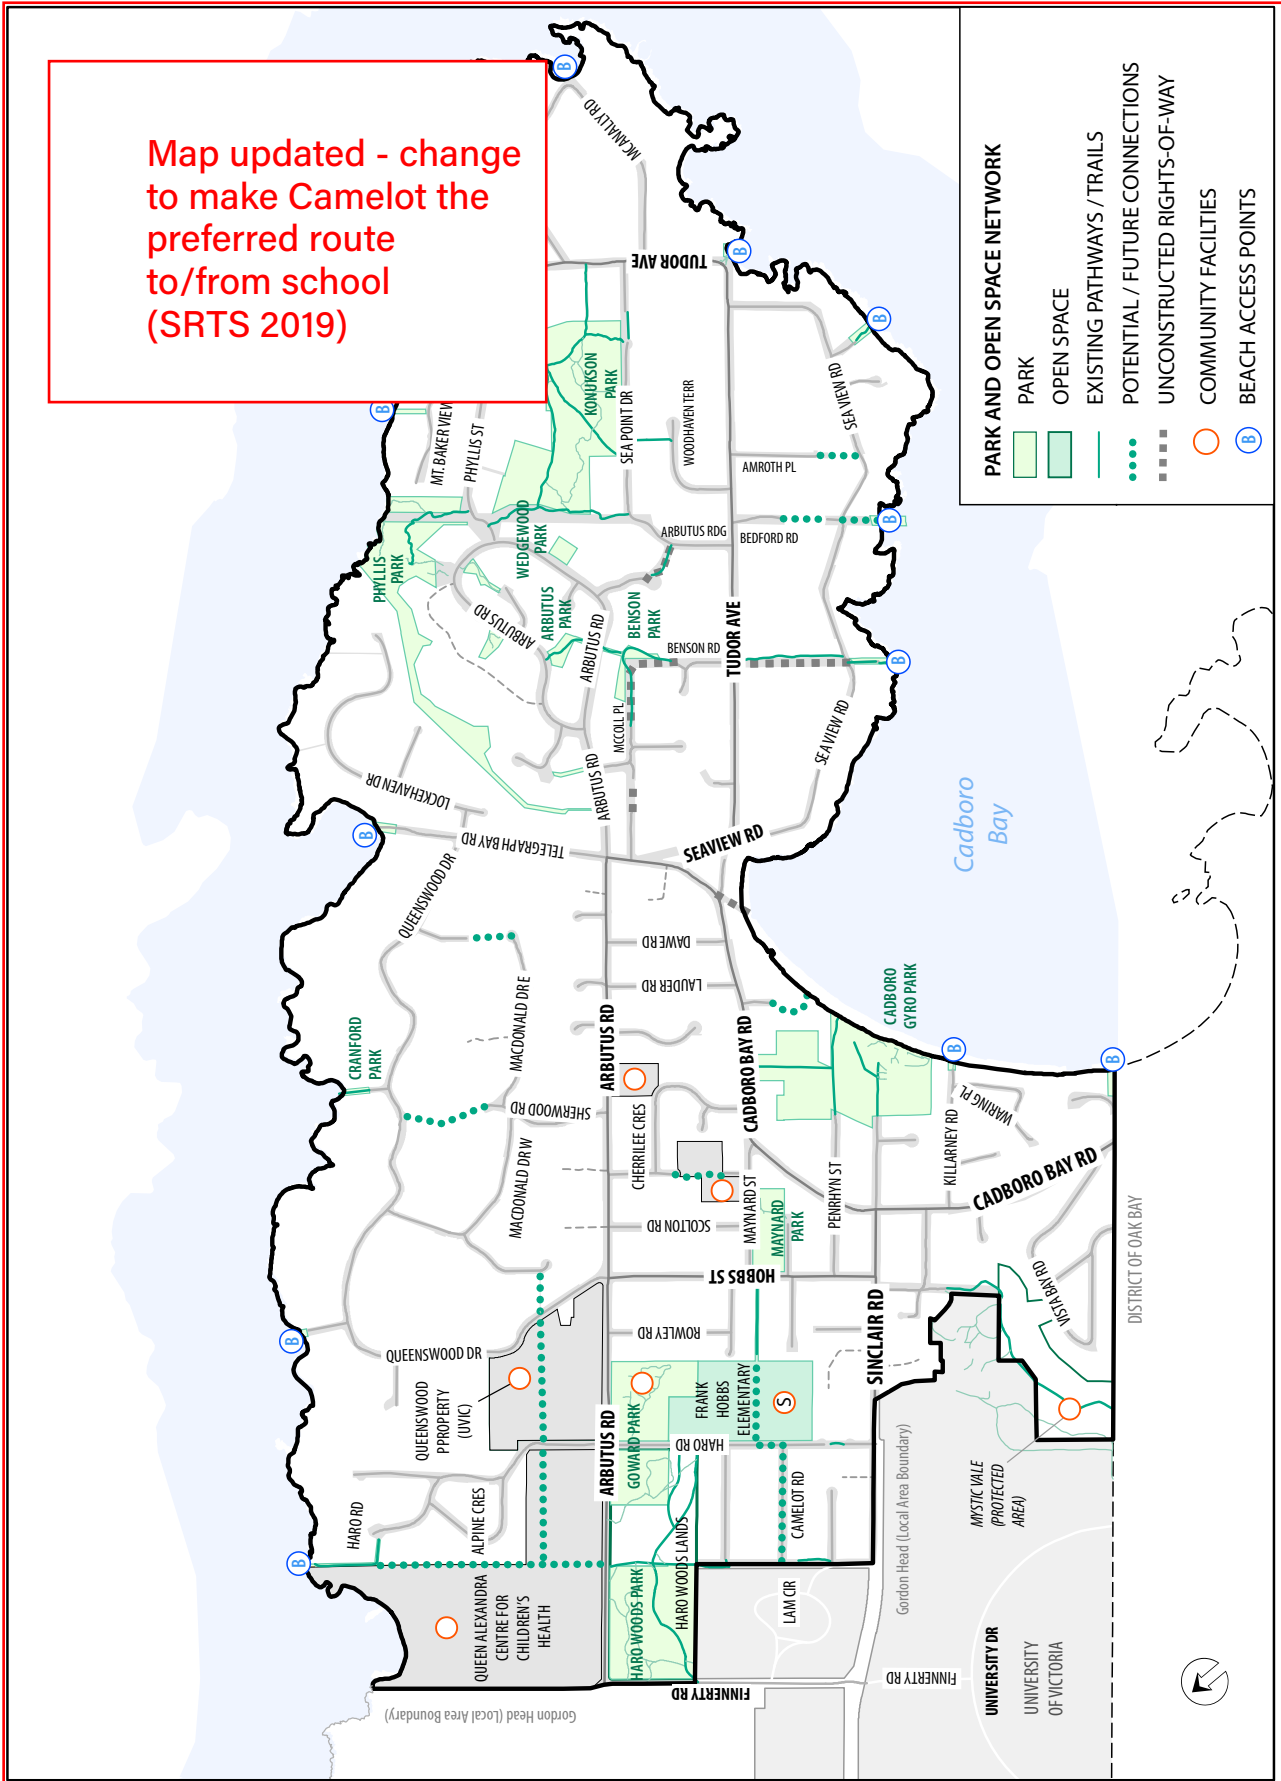 Map updated - change
to make Camelot the
preferred route
to/from school
(SRTS 2019)
PARK AND OPEN SPACE NETWORK
PARK
OPEN SPACE
EXISTING PATHWAYS / TRAILS
POTENTIAL / FUTURE CONNECTIONS
UNCONSTRUCTED RIGHTS-OF-WAY
COMMUNITY FACILTIES
B
BEACH ACCESS POINTS
B
MCANALLY RD
TUDOR AVE
B
B
B
MT. BAKER VIEW
PHYLLIS ST
KONUKSON
PARK
SEA POINT DR
WOODHAVEN TERR
SEA VIEW RD
AMROTH PL
B
PHYLLIS
PARK
WEDGEWOOD
PARK
ARBUTUS RDG
BEDFORD RD
ARBUTUS RD
ARBUTUS
PARK
ARBUTUS RD
BENSON
PARK
BENSON RD
TUDOR AVE
B
MCCOLL PL
SEAVIEW RD
LOCKEHAVEN DR
ARBUTUS RD
B
TELEGRAPH BAY RD
SEAVIEW RD
Cadboro
Bay
QUEENSWOOD DR
DAWE RD
LAUDER RD
MACDONALD DR E
ARBUTUS RD
CADBORO BAY RD
CADBORO
GYRO PARK
CRANFORD
PARK
SHERWOOD RD
CHERRILEE CRES
B
B
WARING PL
KILLARNEY RD
MACDONALD DR W
SCOLTON RD
MAYNARD ST
MAYNARD
PARK
PENRHYN ST
CADBORO BAY RD
DISTRICT OF OAK BAY
HOBBS ST
B
QUEENSWOOD DR
ROWLEY RD
SINCLAIR RD
VISTA BAY RD
QUEENSWOOD
PPROPERTY
(UVIC)
ARBUTUS RD
GOWARD PARK
FRANK
HOBBS
ELEMENTARY
S
HARO RD
HARO RD
ALPINE CRES
CAMELOT RD
MYSTIC VALE
(PROTECTED
AREA)
Gordon Head (Local Area Boundary)
B
QUEEN ALEXANDRA
CENTRE FOR
CHILDREN'S
HEALTH
HARO WOODS PARK
HARO WOODS LANDS
LAM CIR
FINNERTY RD
FINNERTY RD
UNIVERSITY DR
UNIVERSITY
OF VICTORIA
Gordon Head (Local Area Boundary)